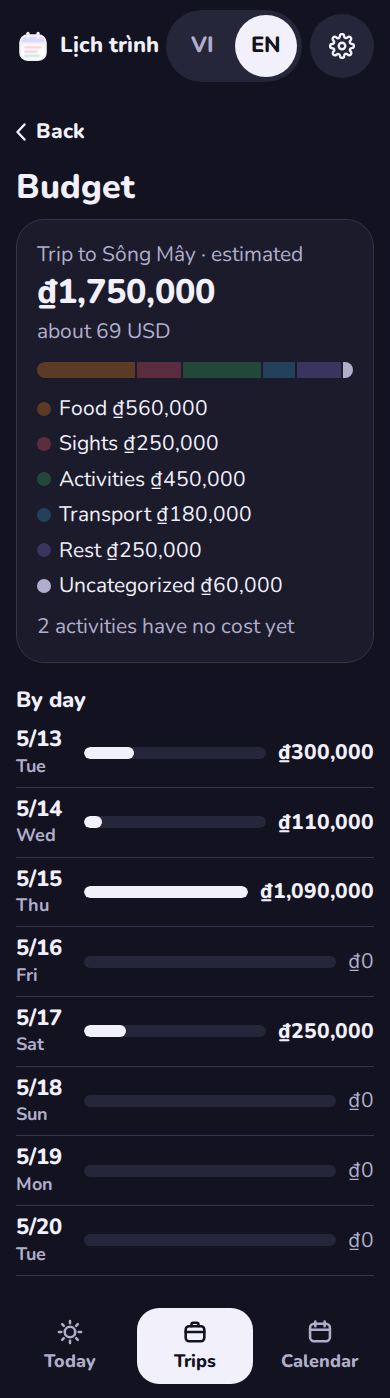 Lịch trình
VI
EN
Back
Budget
Trip to Sông Mây · estimated
₫1,750,000
about 69 USD
Food ₫560,000
Sights ₫250,000
Activities ₫450,000
Transport ₫180,000
Rest ₫250,000
Uncategorized ₫60,000
2 activities have no cost yet
By day
5/13
Tue
₫300,000
5/14
Wed
₫110,000
5/15
Thu
₫1,090,000
5/16
Fri
₫0
5/17
Sat
₫250,000
5/18
Sun
₫0
5/19
Mon
₫0
5/20
Tue
₫0
Today
Trips
Calendar